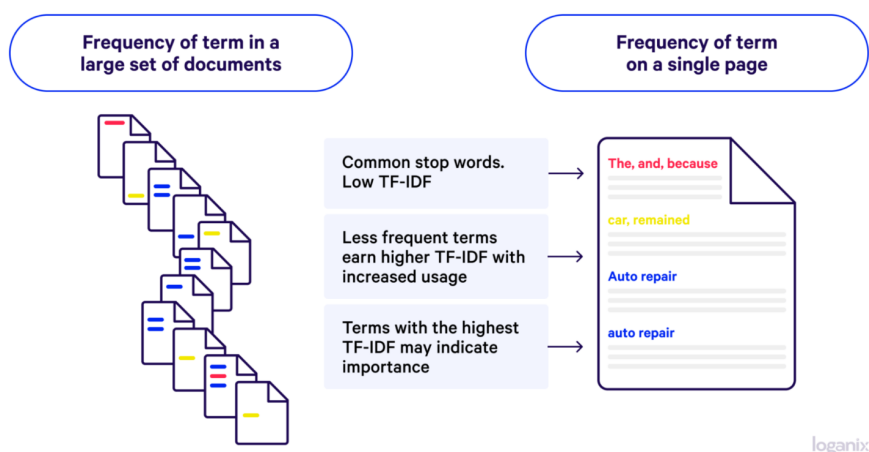 Frequency of term in a
large set of documents
Frequency of term
on a single page
Common stop words.
Low TF-IDF
Less frequent terms
earn higher TF-IDF with
increased usage
Terms with the highest
TF-IDF may indicate
importance
The, and, because
car, remained
Auto repair
auto repair
loganix